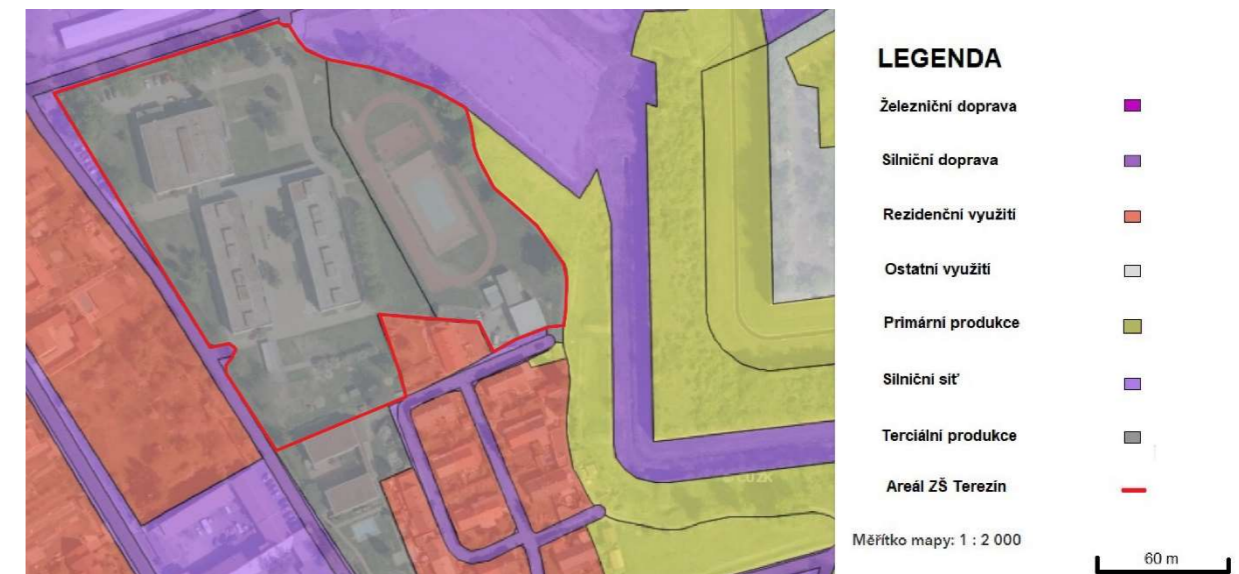 LEGENDA
Železniční doprava
Silniční doprava
Rezidenční využití
Ostatní využití
Primární produkce
Silniční síť
Terciální produkce
Areál ZŠ Terezín
Měřítko mapy: 1 : 2 000
60 m